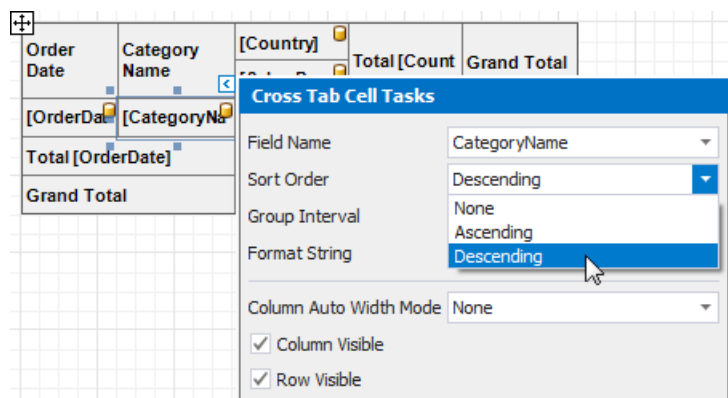 Order
Date
Category
Name
[Country]
Total [Count
Grand Total
[OrderDa
[CategoryNa
Total [OrderDate]
Grand Total
Cross Tab Cell Tasks
Field Name
CategoryName
Sort Order
Descending
None
Ascending
Descending
Group Interval
Format String
Column Auto Width Mode
None
Column Visible
Row Visible